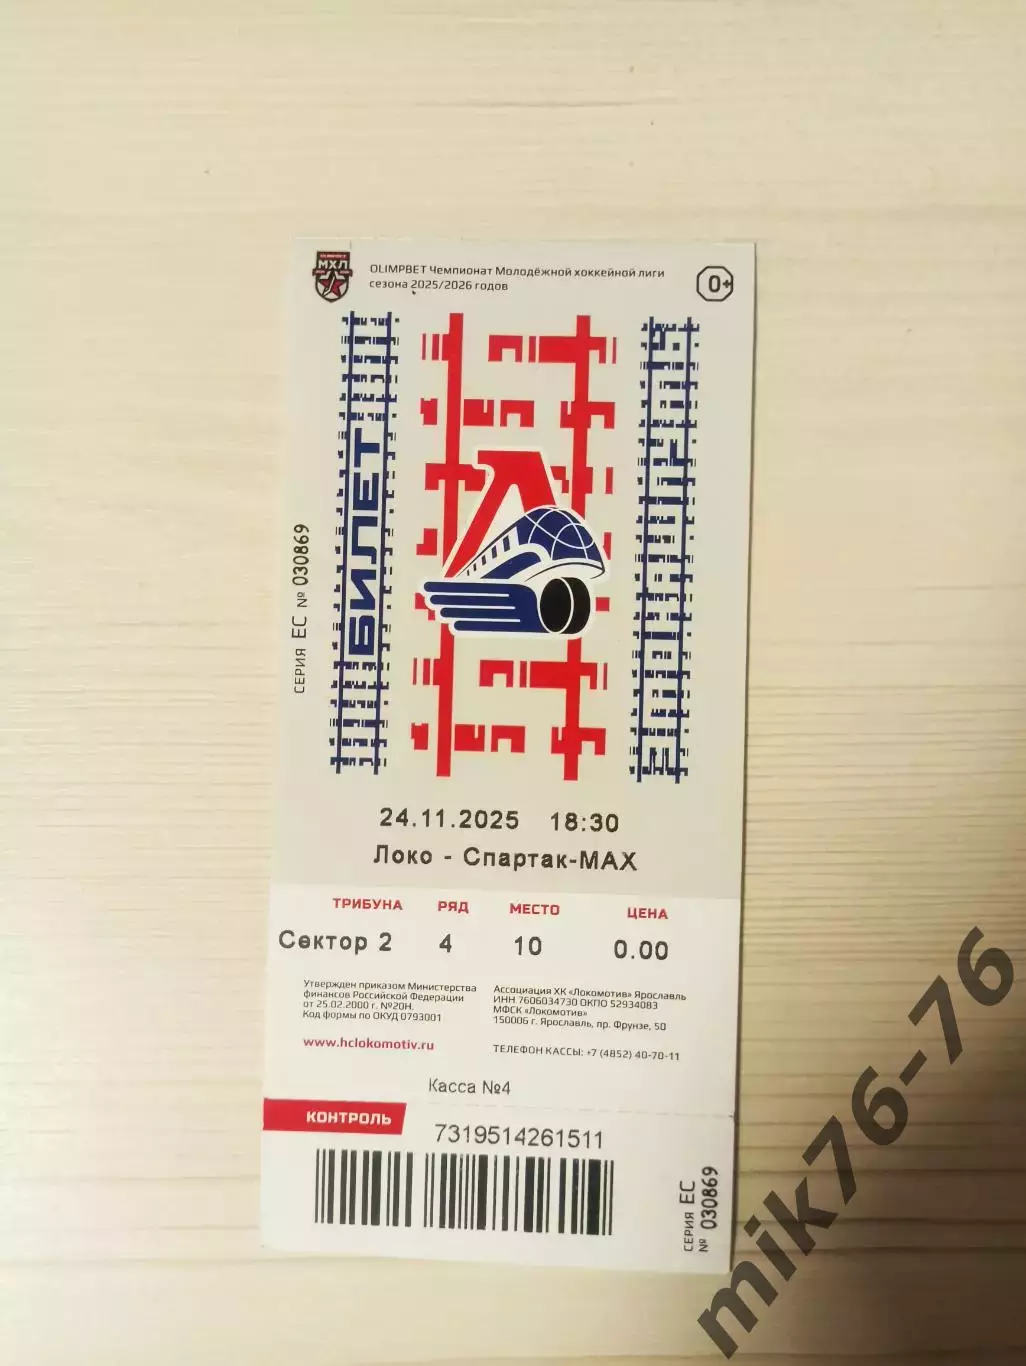 OLIMPBET
МХЛ
OLIMPBET Чемпионат Молодёжной хоккейной лиги
сезона 2025/2026 годов
0+
БИЛЕТ
СЕРИЯ ЕС № 030869
24.11.2025 18:30
Локо - Спартак-МАХ
ТРИБУНА РЯД МЕСТО ЦЕНА
Сектор 2 4 10 0.00
Утвержден приказом Министерства
финансов Российской Федерации
от 25.02.2000 г. №20Н.
Код формы по ОКУД 0793001
www.hclokomotiv.ru
Ассоциация ХК «Локомотив» Ярославль
ИНН 7606034730 ОКПО 52934083
МФСК «Локомотив»
150006 г. Ярославль, пр. Фрунзе, 50
ТЕЛЕФОН КАССЫ: +7 (4852) 40-70-11
Касса №4
КОНТРОЛЬ
7319514261511
СЕРИЯ ЕС
№ 030869
mik76-76